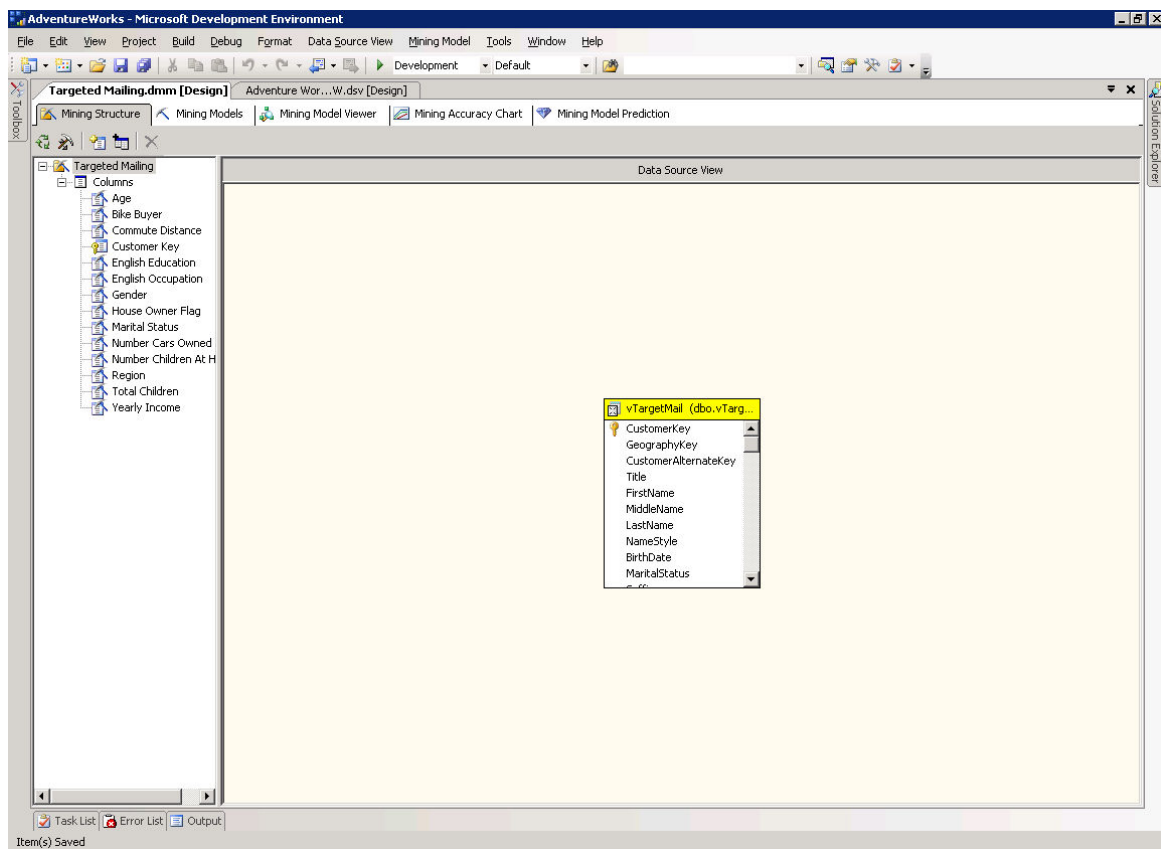 AdventureWorks - Microsoft Development Environment
File Edit View Project Build Debug Format Data Source View Mining Model Tools Window Help
Development Default
Targeted Mailing.dmm [Design] Adventure Wor...W.dsv [Design]
Mining Structure Mining Models Mining Model Viewer Mining Accuracy Chart Mining Model Prediction
Toolbox
Solution Explorer
Targeted Mailing
Columns
Age
Bike Buyer
Commute Distance
Customer Key
English Education
English Occupation
Gender
House Owner Flag
Marital Status
Number Cars Owned
Number Children At H
Region
Total Children
Yearly Income
Data Source View
vTargetMail (dbo.vTarg...
CustomerKey
GeographyKey
CustomerAlternateKey
Title
FirstName
MiddleName
LastName
NameStyle
BirthDate
MaritalStatus
Task List Error List Output
Item(s) Saved